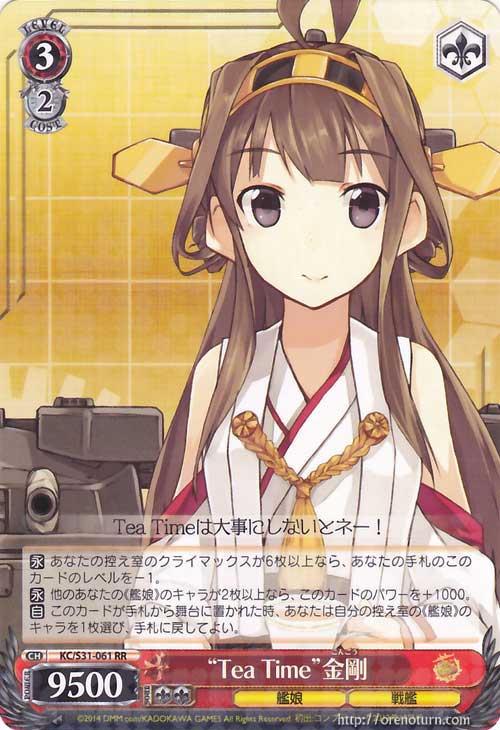 LEVEL
3
2
COST
Tea Timeは大事にしないとネー！
永 あなたの控え室のクライマックスが6枚以上なら、あなたの手札のこの
カードのレベルを－1。
永 他のあなたの《艦娘》のキャラが2枚以上なら、このカードのパワーを＋1000。
自 このカードが手札から舞台に置かれた時、あなたは自分の控え室の《艦娘》の
キャラを1枚選び、手札に戻してよい。
CH KC/S31-061 RR
こんごう
“Tea Time”金剛
POWER
9500
SOUL
艦娘
戦艦
©2014 DMM.com/KADOKAWA GAMES All Rights Reserved. 初出:コンプ
http://orenoturn.com